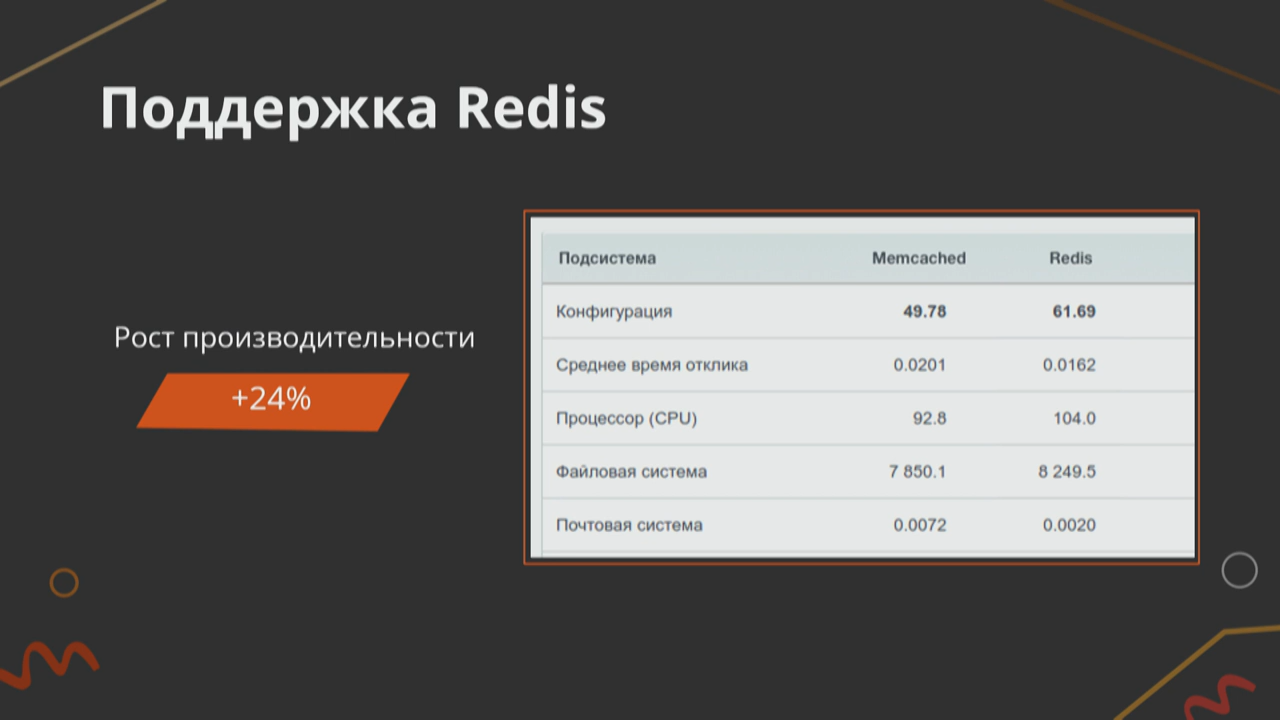 Поддержка Redis
Рост производительности
+24%
Подсистема Memcached Redis
Конфигурация 49.78 61.69
Среднее время отклика 0.0201 0.0162
Процессор (CPU) 92.8 104.0
Файловая система 7 850.1 8 249.5
Почтовая система 0.0072 0.0020